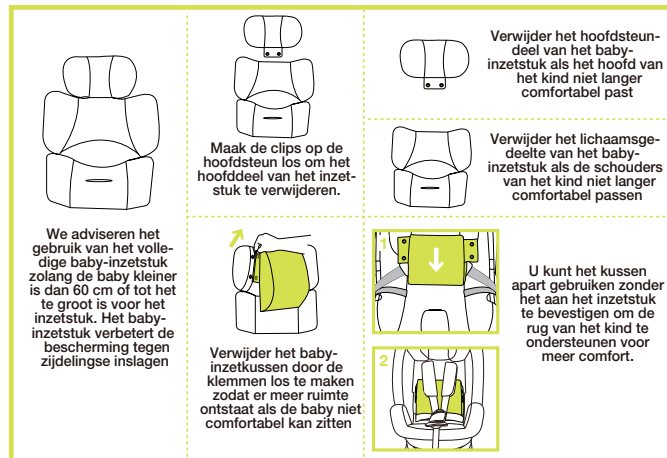 We adviseren het
gebruik van het volle-
dige baby-inzetstuk
zolang de baby kleiner
is dan 60 cm of tot het
te groot is voor het
inzetstuk. Het baby-
inzetstuk verbetert de
bescherming tegen
zijdelingse inslagen
Maak de clips op de
hoofdsteun los om het
hoofddeel van het inzet-
stuk te verwijderen.
Verwijder het hoofdsteun-
deel van het baby-
inzetstuk als het hoofd van
het kind niet langer
comfortabel past
Verwijder het lichaamsge-
deelte van het baby-
inzetstuk als de schouders
van het kind niet langer
comfortabel passen
Verwijder het baby-
inzetkussen door de
klemmen los te maken
zodat er meer ruimte
ontstaat als de baby niet
comfortabel kan zitten
1
2
U kunt het kussen
apart gebruiken zonder
het aan het inzetstuk
te bevestigen om de
rug van het kind te
ondersteunen voor
meer comfort.